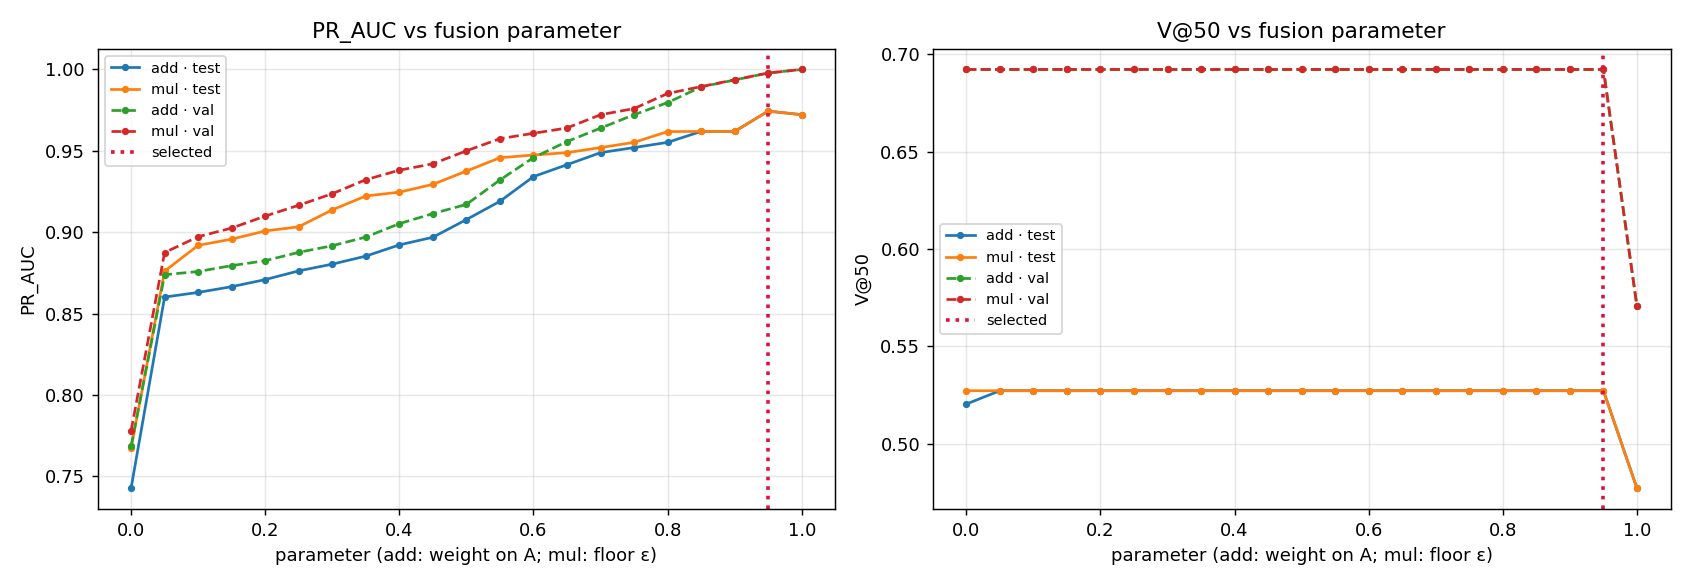 PR_AUC vs fusion parameter
1.00
0.95
0.90
0.85
0.80
0.75
PR_AUC
add · test
mul · test
add · val
mul · val
selected
0.0 0.2 0.4 0.6 0.8 1.0
parameter (add: weight on A; mul: floor ε)
V@50 vs fusion parameter
0.70
0.65
0.60
0.55
0.50
V@50
add · test
mul · test
add · val
mul · val
selected
0.0 0.2 0.4 0.6 0.8 1.0
parameter (add: weight on A; mul: floor ε)